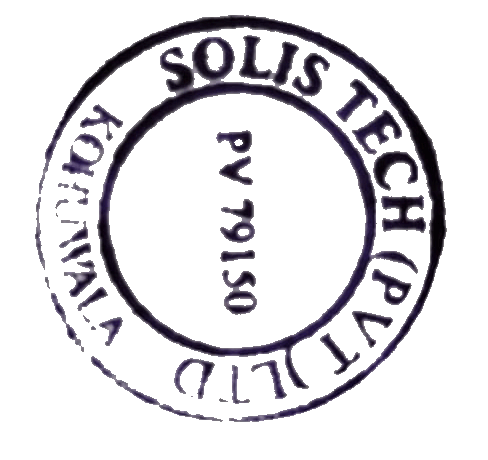 SOLIS TECH (PVT) LTD
KOHUWALA
PV 79150